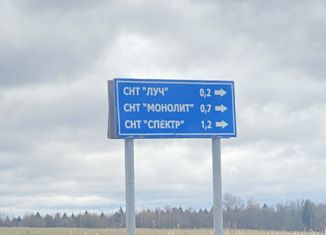 СНТ "ЛУЧ" 0,2
СНТ "МОНОЛИТ" 0,7
СНТ "СПЕКТР" 1,2